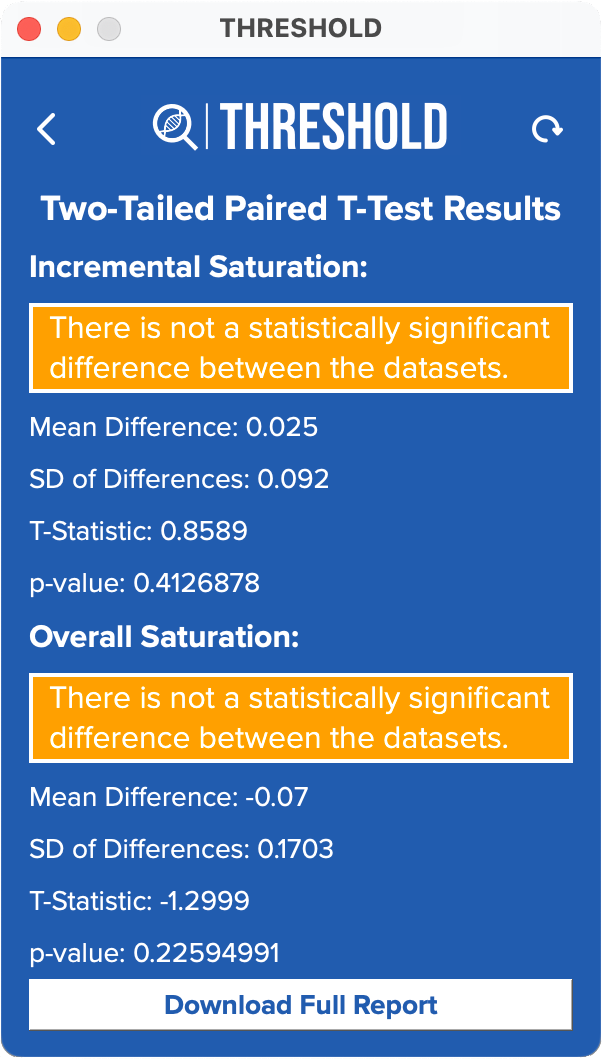 THRESHOLD
THRESHOLD
Two-Tailed Paired T-Test Results
Incremental Saturation:
There is not a statistically significant
difference between the datasets.
Mean Difference: 0.025
SD of Differences: 0.092
T-Statistic: 0.8589
p-value: 0.4126878
Overall Saturation:
There is not a statistically significant
difference between the datasets.
Mean Difference: -0.07
SD of Differences: 0.1703
T-Statistic: -1.2999
p-value: 0.22594991
Download Full Report